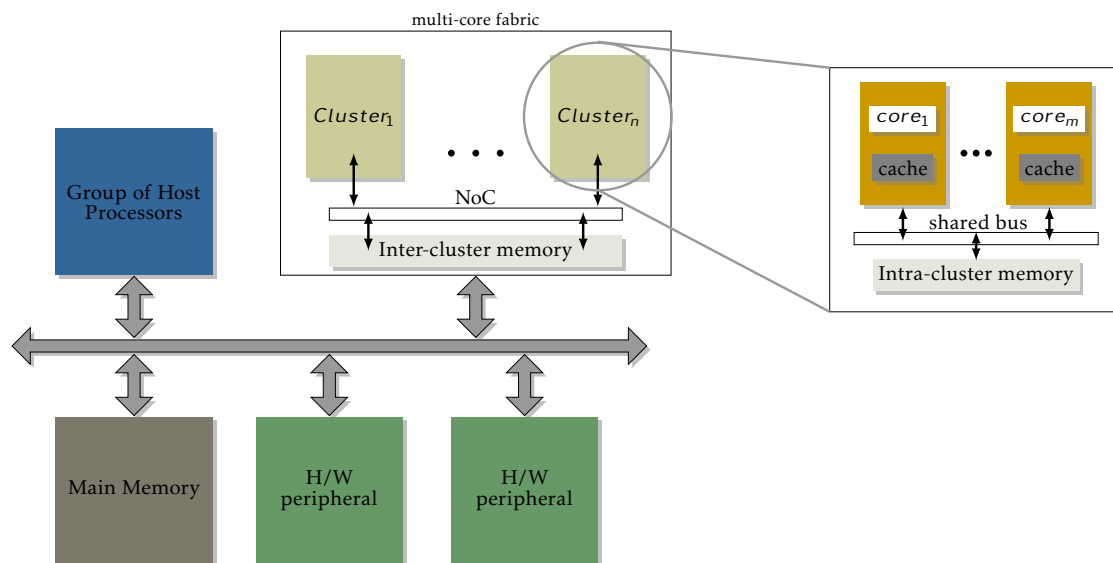 multi-core fabric
Cluster₁
. . .
Clusterₙ
NoC
Inter-cluster memory
core₁
cache
...
coreₘ
cache
shared bus
Intra-cluster memory
Group of Host
Processors
Main Memory
H/W
peripheral
H/W
peripheral